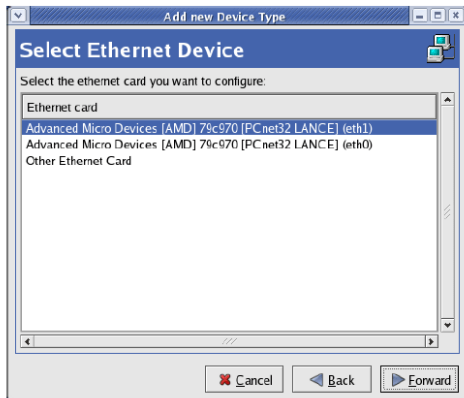 Add new Device Type
Select Ethernet Device
Select the ethernet card you want to configure:
Ethernet card
Advanced Micro Devices [AMD] 79c970 [PCnet32 LANCE] (eth1)
Advanced Micro Devices [AMD] 79c970 [PCnet32 LANCE] (eth0)
Other Ethernet Card
Cancel
Back
Forward